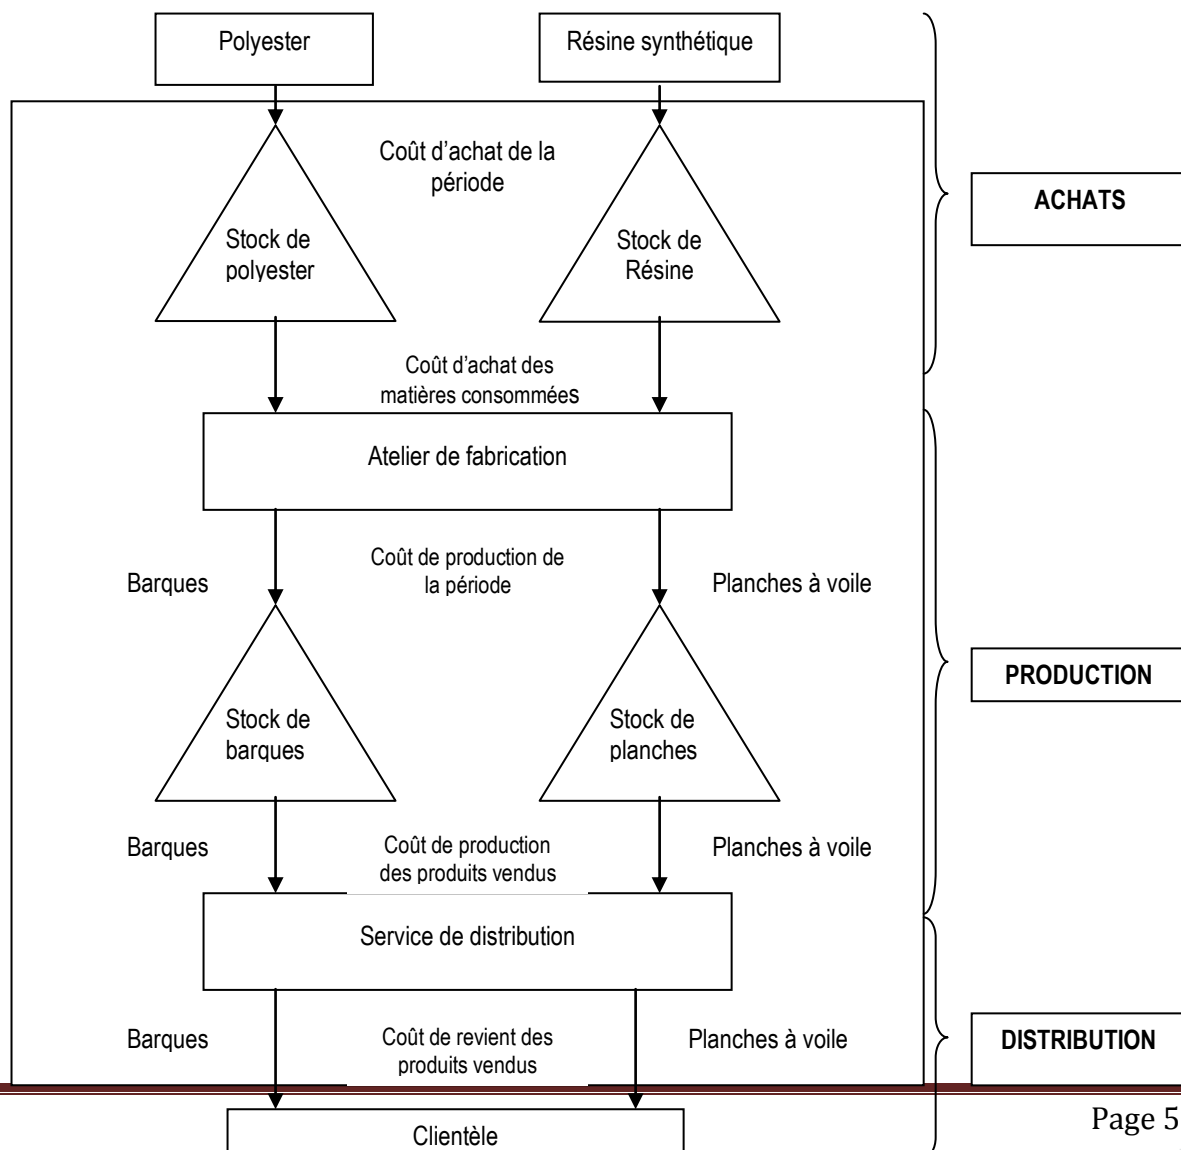 Polyester
Résine synthétique
Coût d’achat de la
période
ACHATS
Stock de
polyester
Stock de
Résine
Coût d’achat des
matières consommées
Atelier de fabrication
Coût de production de
la période
Barques
Planches à voile
PRODUCTION
Stock de
barques
Stock de
planches
Barques
Coût de production
des produits vendus
Planches à voile
Service de distribution
Barques
Coût de revient des
produits vendus
Planches à voile
DISTRIBUTION
Page 5
Clientèle